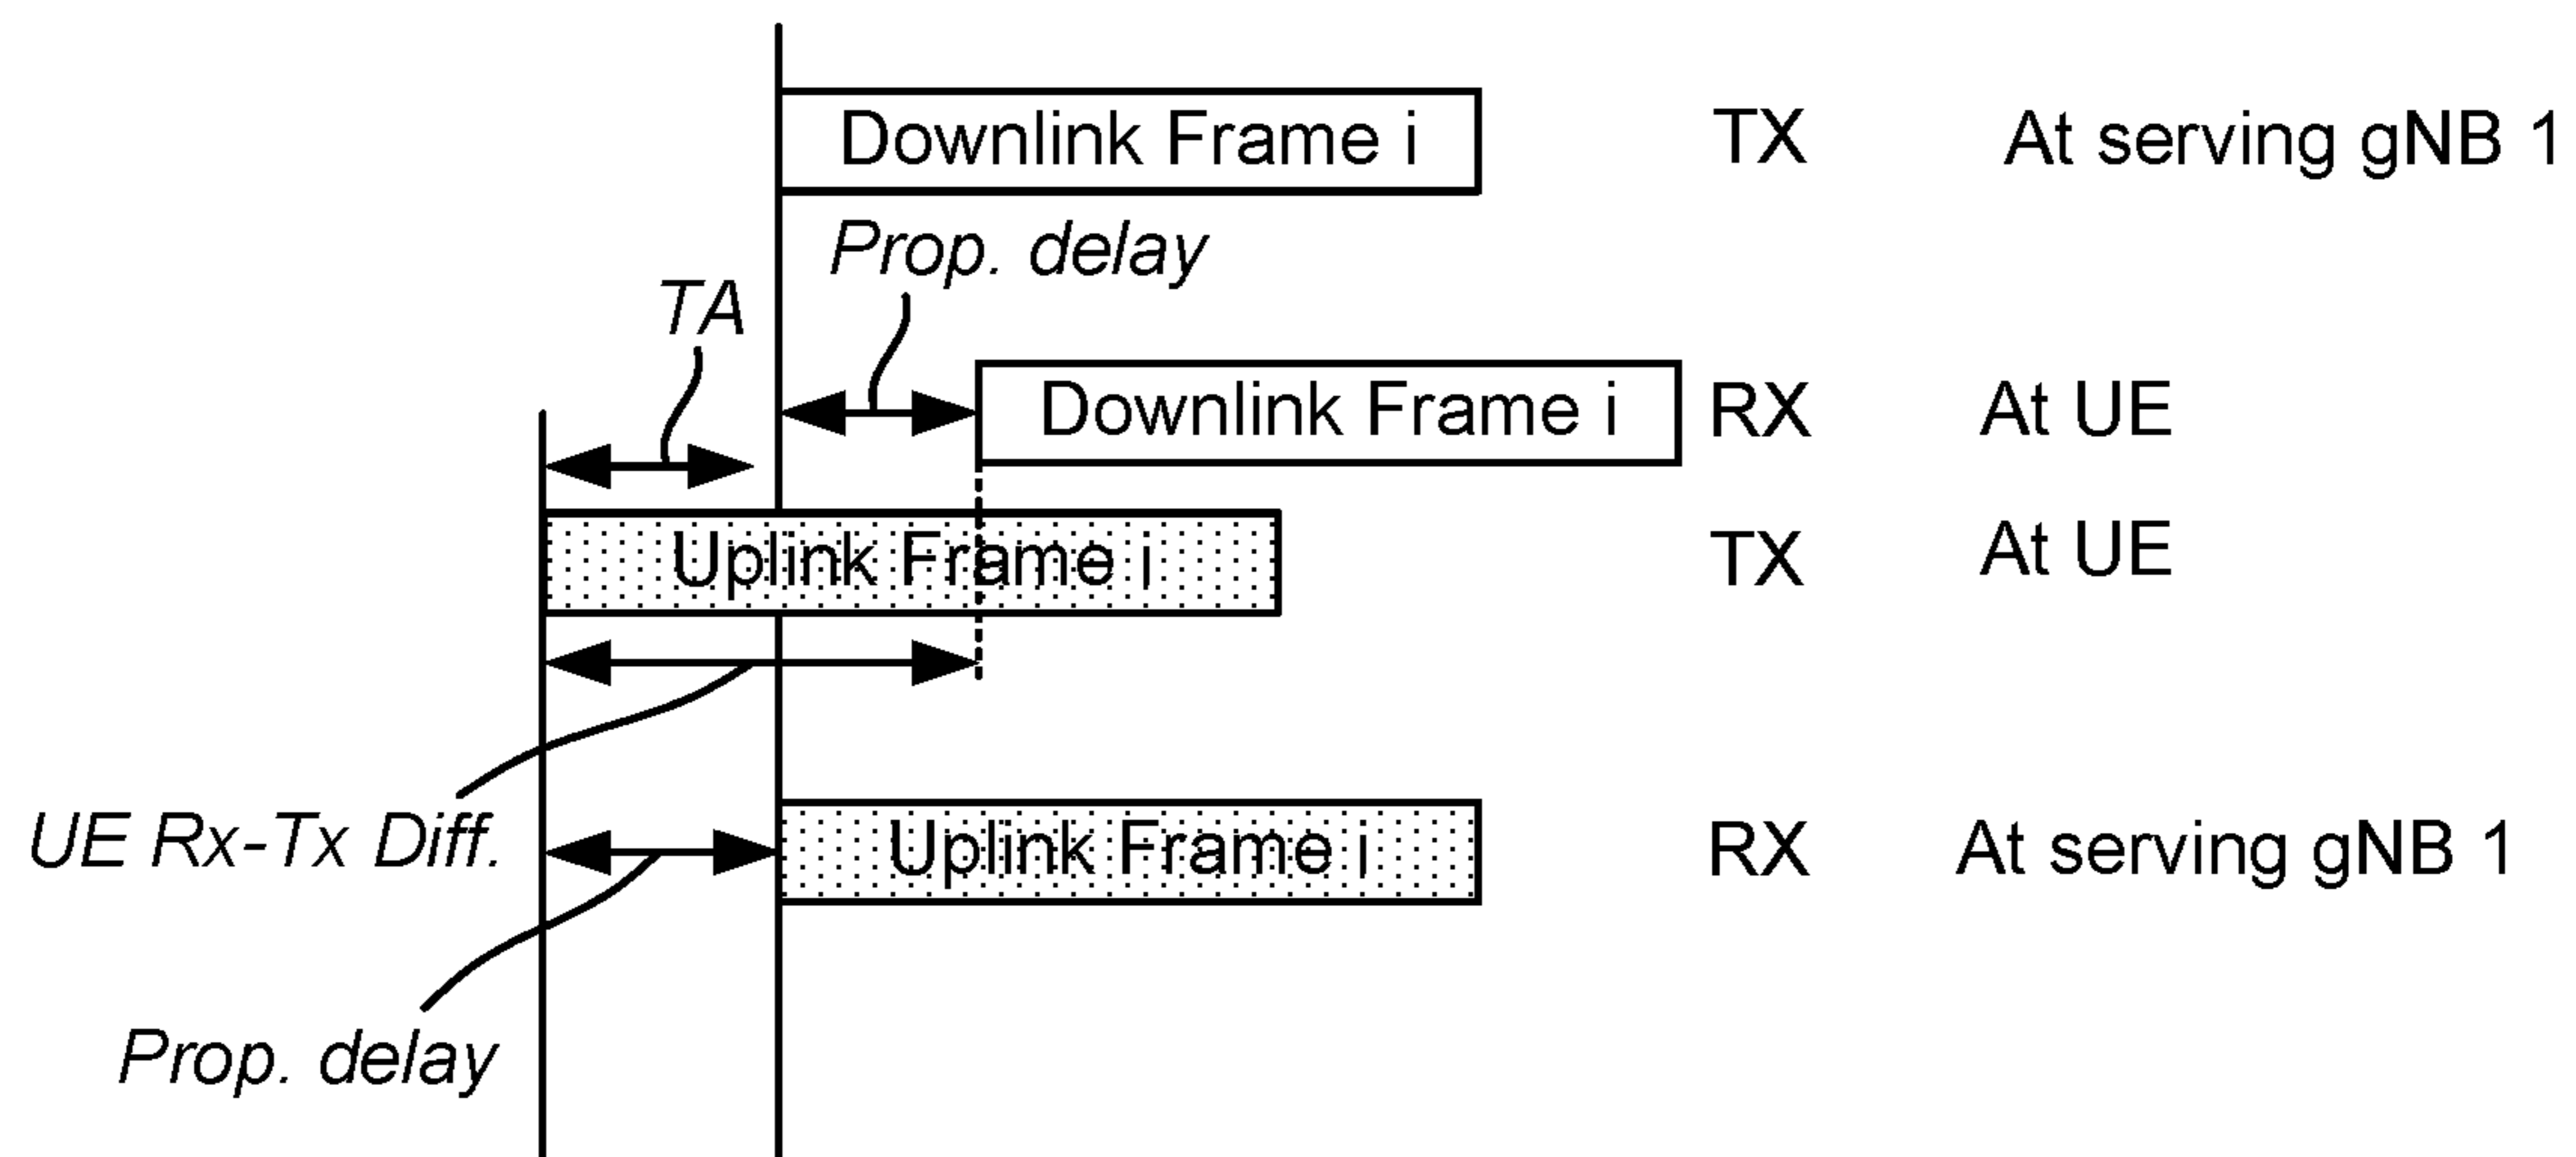 Downlink Frame i TX At serving gNB 1
Prop. delay
TA
Downlink Frame i RX At UE
Uplink Frame i TX At UE
UE Rx-Tx Diff.
Uplink Frame i RX At serving gNB 1
Prop. delay